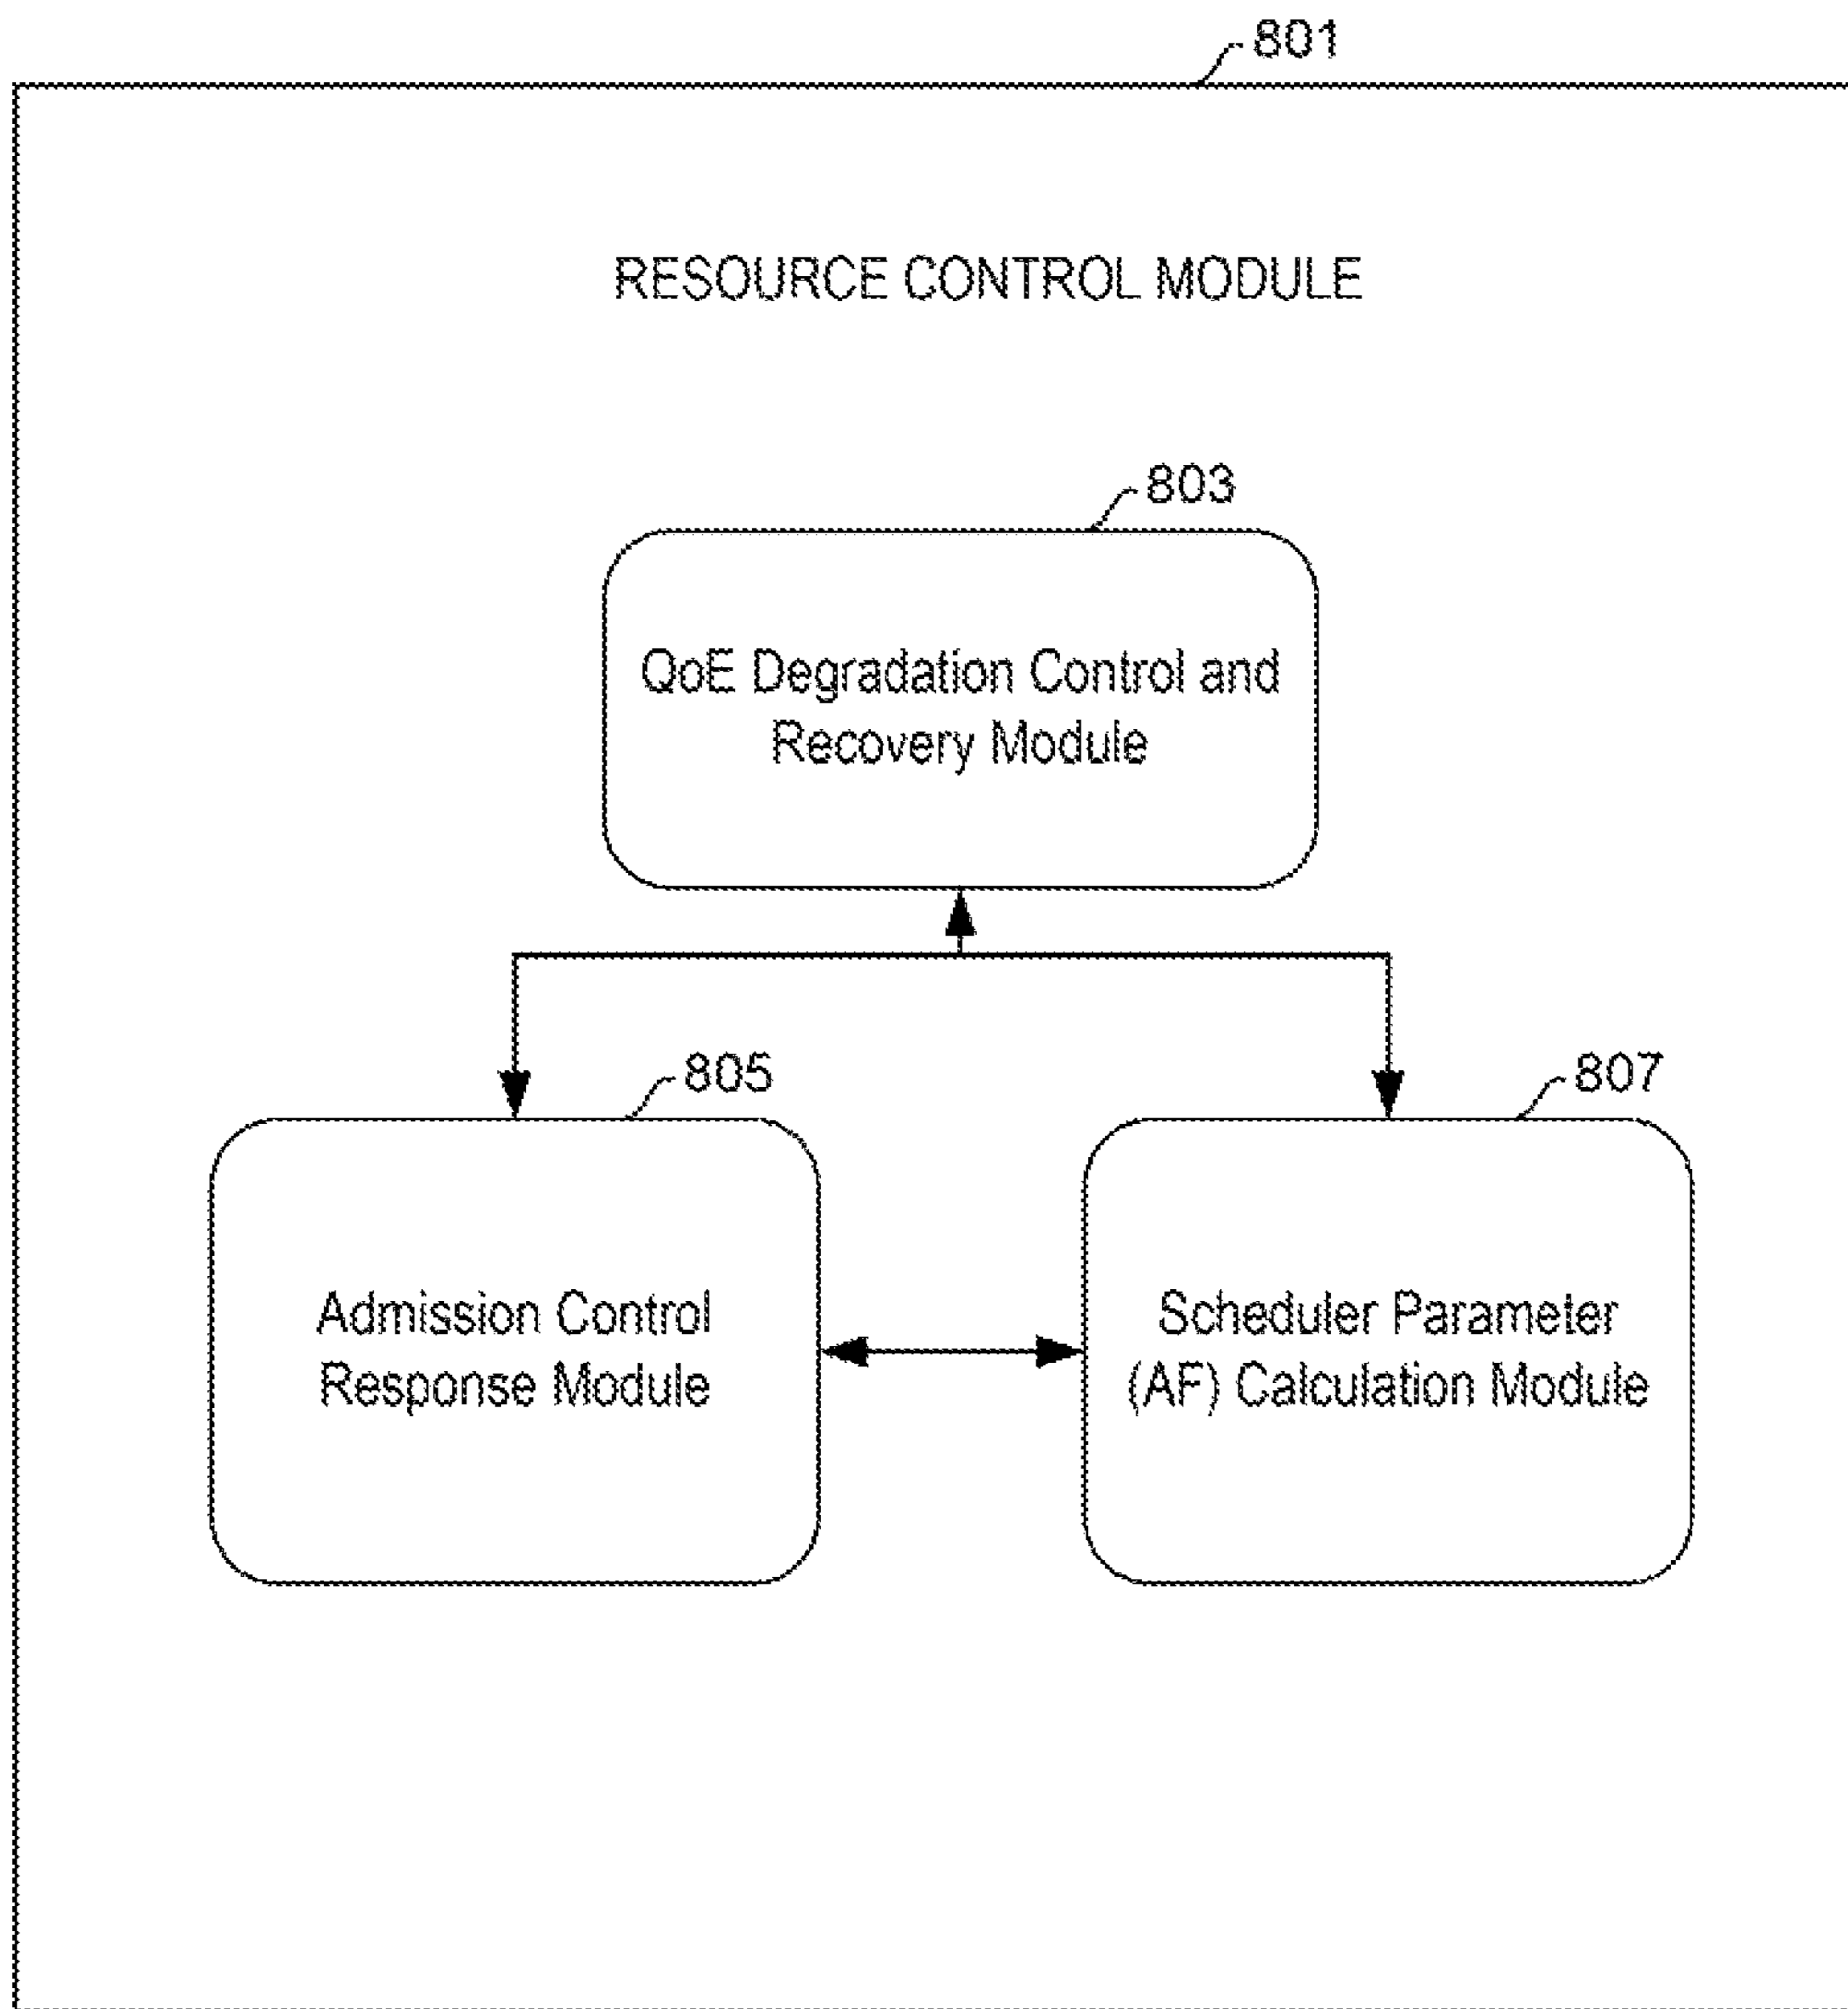 801
RESOURCE CONTROL MODULE
803
QoE Degradation Control and
Recovery Module
805
807
Admission Control
Response Module
Scheduler Parameter
(AF) Calculation Module